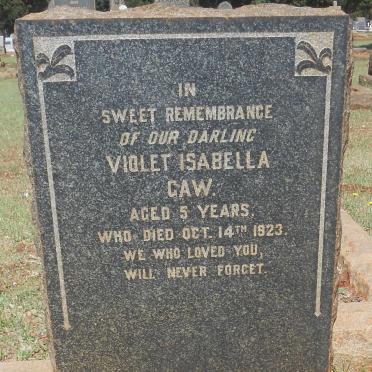 IN
SWEET REMEMBRANCE
OF OUR DARLING
VIOLET ISABELLA
GAW.
AGED 5 YEARS.
WHO DIED OCT. 14TH 1923.
WE WHO LOVED YOU,
WILL NEVER FORGET.